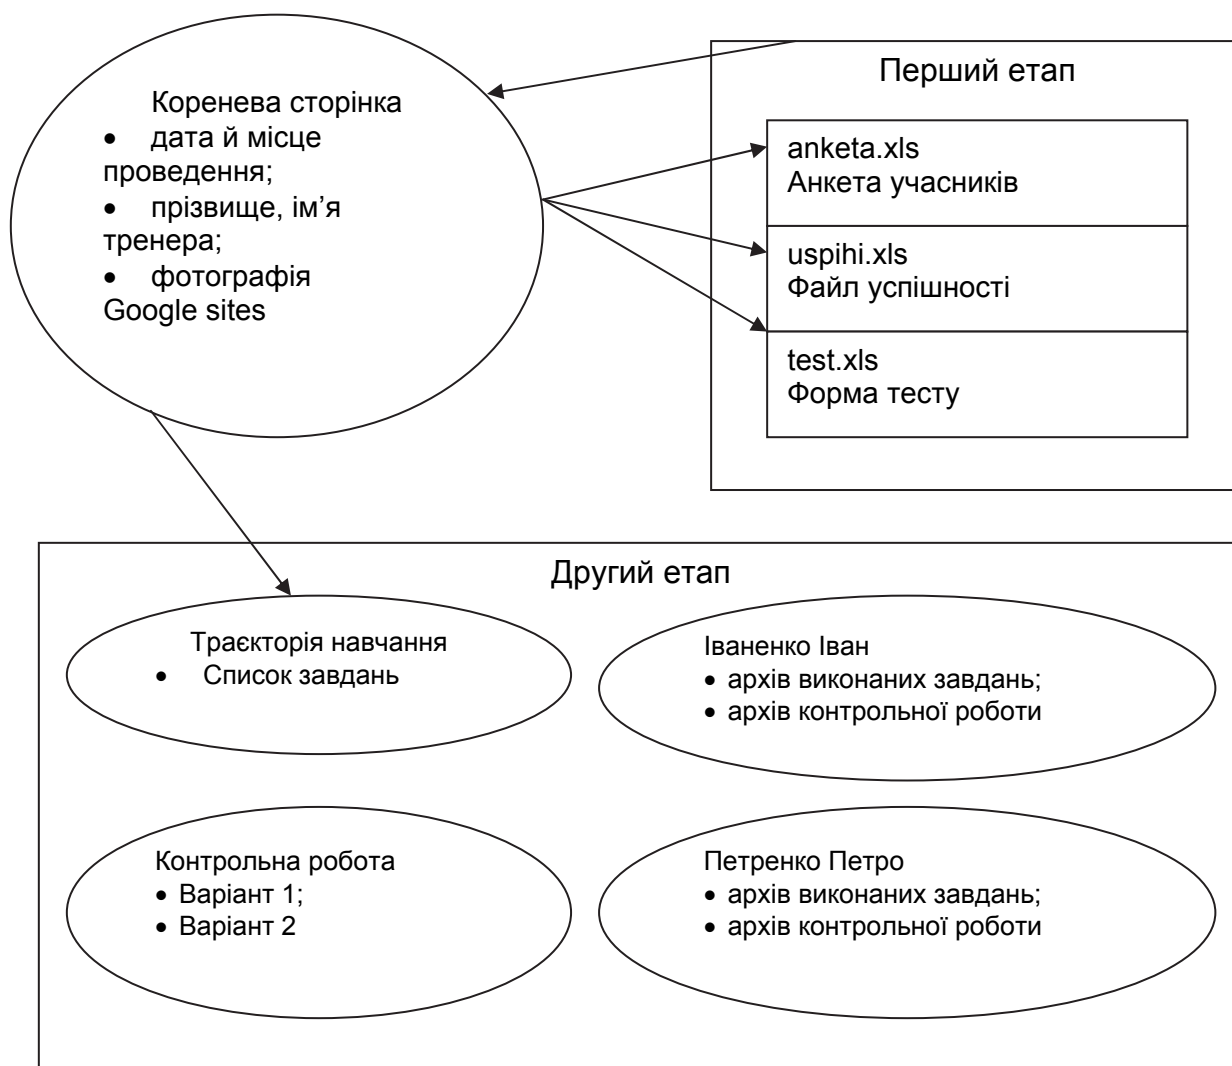 Коренева сторінка
• дата й місце
проведення;
• прізвище, ім’я
тренера;
• фотографія
Google sites
Перший етап
anketa.xls
Анкета учасників
uspihi.xls
Файл успішності
test.xls
Форма тесту
Другий етап
Траєкторія навчання
• Список завдань
Іваненко Іван
• архів виконаних завдань;
• архів контрольної роботи
Контрольна робота
• Варіант 1;
• Варіант 2
Петренко Петро
• архів виконаних завдань;
• архів контрольної роботи